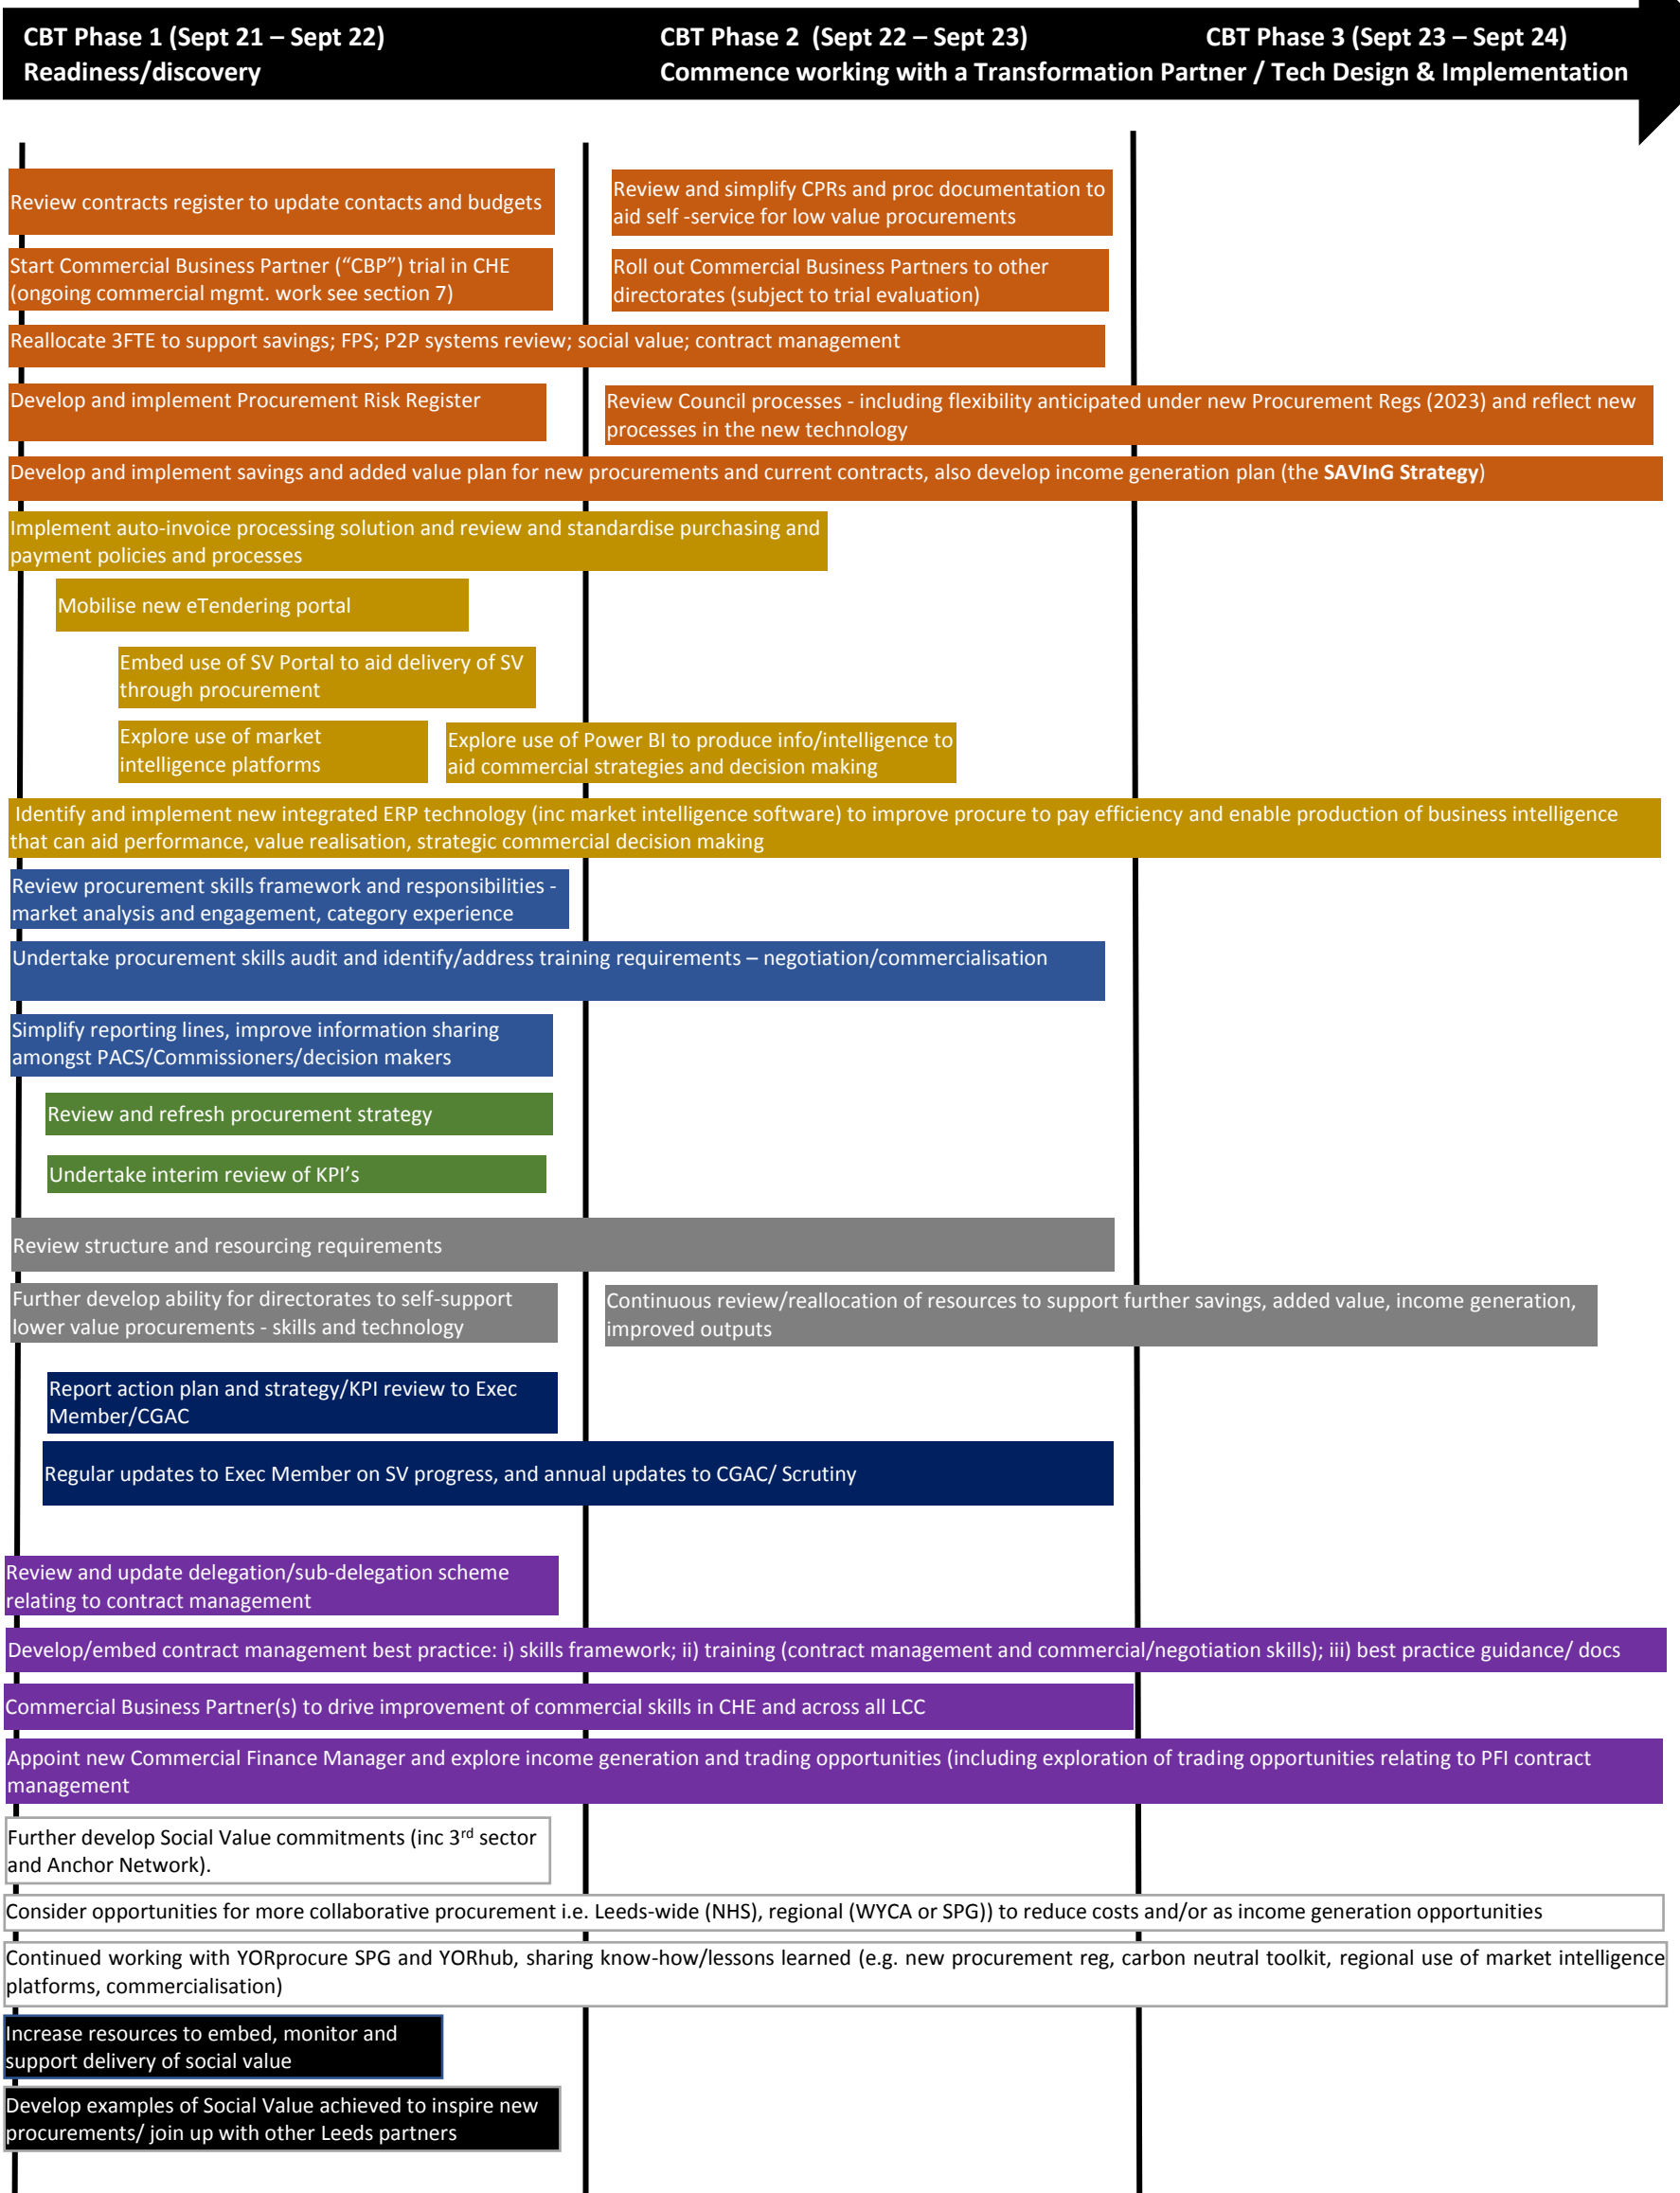 CBT Phase 1 (Sept 21 – Sept 22)
Readiness/discovery
CBT Phase 2 (Sept 22 – Sept 23)
CBT Phase 3 (Sept 23 – Sept 24)
Commence working with a Transformation Partner / Tech Design & Implementation
Review contracts register to update contacts and budgets
Review and simplify CPRs and proc documentation to
aid self -service for low value procurements
Start Commercial Business Partner (“CBP”) trial in CHE
(ongoing commercial mgmt. work see section 7)
Roll out Commercial Business Partners to other
directorates (subject to trial evaluation)
Reallocate 3FTE to support savings; FPS; P2P systems review; social value; contract management
Develop and implement Procurement Risk Register
Review Council processes - including flexibility anticipated under new Procurement Regs (2023) and reflect new
processes in the new technology
Develop and implement savings and added value plan for new procurements and current contracts, also develop income generation plan (the SAVInG Strategy)
Implement auto-invoice processing solution and review and standardise purchasing and
payment policies and processes
Mobilise new eTendering portal
Embed use of SV Portal to aid delivery of SV
through procurement
Explore use of market
intelligence platforms
Explore use of Power BI to produce info/intelligence to
aid commercial strategies and decision making
Identify and implement new integrated ERP technology (inc market intelligence software) to improve procure to pay efficiency and enable production of business intelligence
that can aid performance, value realisation, strategic commercial decision making
Review procurement skills framework and responsibilities -
market analysis and engagement, category experience
Undertake procurement skills audit and identify/address training requirements – negotiation/commercialisation
Simplify reporting lines, improve information sharing
amongst PACS/Commissioners/decision makers
Review and refresh procurement strategy
Undertake interim review of KPI’s
Review structure and resourcing requirements
Further develop ability for directorates to self-support
lower value procurements - skills and technology
Continuous review/reallocation of resources to support further savings, added value, income generation,
improved outputs
Report action plan and strategy/KPI review to Exec
Member/CGAC
Regular updates to Exec Member on SV progress, and annual updates to CGAC/ Scrutiny
Review and update delegation/sub-delegation scheme
relating to contract management
Develop/embed contract management best practice: i) skills framework; ii) training (contract management and commercial/negotiation skills); iii) best practice guidance/ docs
Commercial Business Partner(s) to drive improvement of commercial skills in CHE and across all LCC
Appoint new Commercial Finance Manager and explore income generation and trading opportunities (including exploration of trading opportunities relating to PFI contract
management
Further develop Social Value commitments (inc 3rd sector
and Anchor Network).
Consider opportunities for more collaborative procurement i.e. Leeds-wide (NHS), regional (WYCA or SPG)) to reduce costs and/or as income generation opportunities
Continued working with YORprocure SPG and YORhub, sharing know-how/lessons learned (e.g. new procurement reg, carbon neutral toolkit, regional use of market intelligence
platforms, commercialisation)
Increase resources to embed, monitor and
support delivery of social value
Develop examples of Social Value achieved to inspire new
procurements/ join up with other Leeds partners